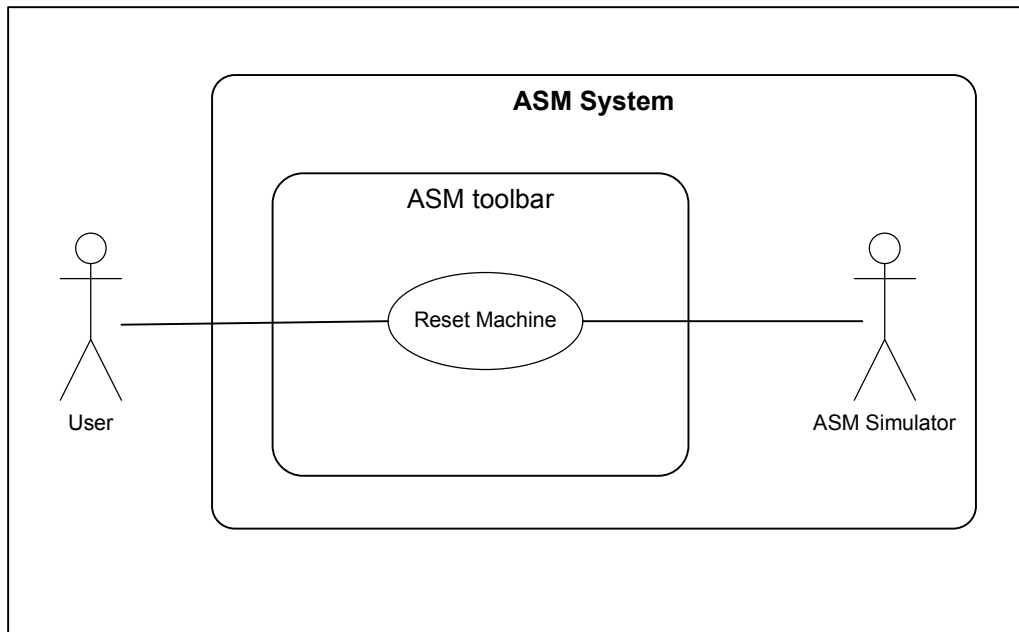 ASM System
ASM toolbar
Reset Machine
User
ASM Simulator